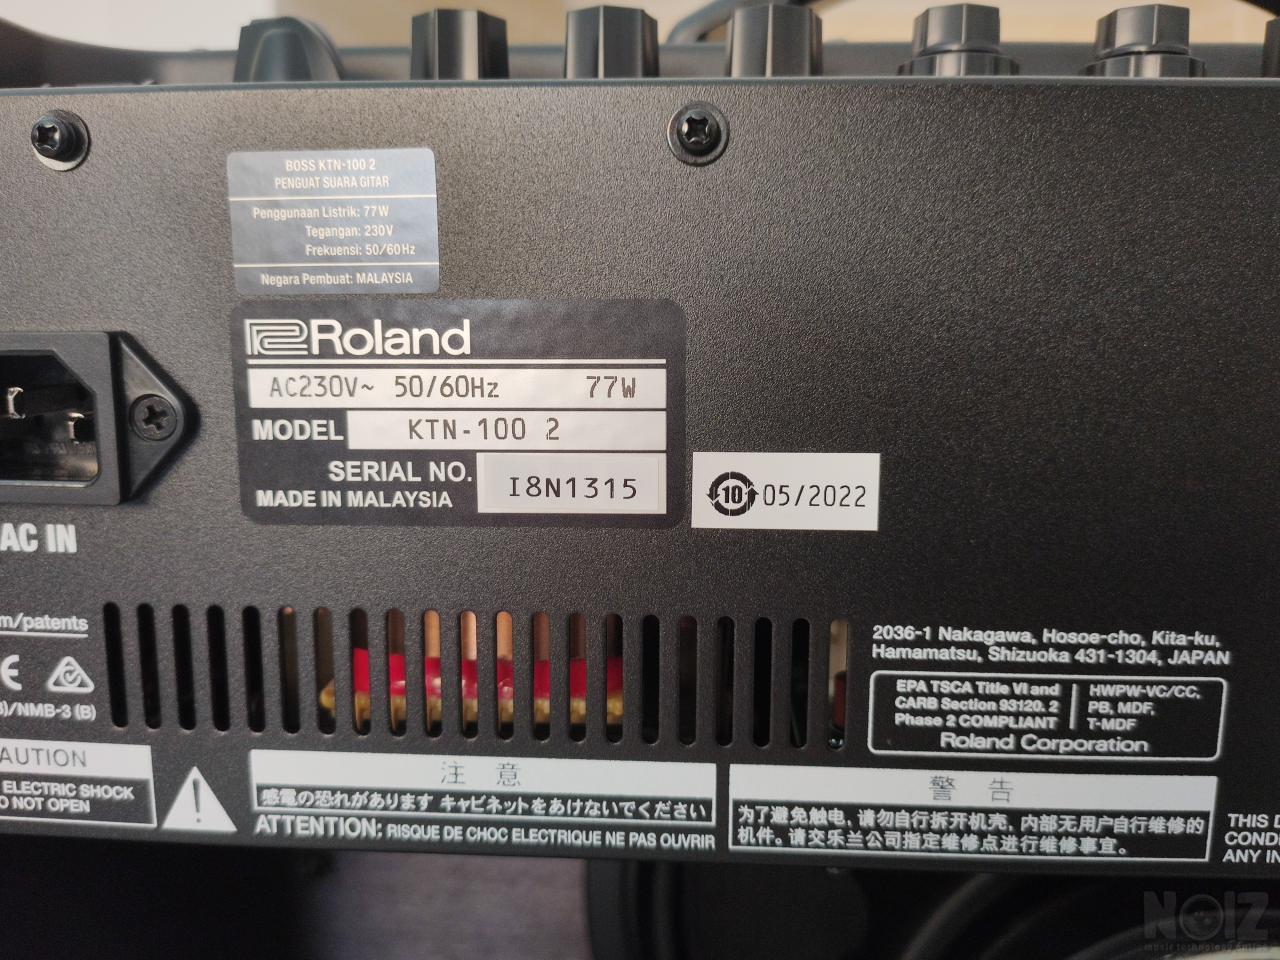 BOSS KTN-100 2
PENGUAT SUARA GITAR
Penggunaan Listrik: 77W
Tegangan: 230V
Frekuensi: 50/60Hz
Negara Pembuat: MALAYSIA
Roland
AC230V~ 50/60Hz 77W
MODEL KTN-100 2
SERIAL NO. I8N1315
MADE IN MALAYSIA
10 05/2022
AC IN
m/patents
)/NMB-3 (B)
2036-1 Nakagawa, Hosoe-cho, Kita-ku,
Hamamatsu, Shizuoka 431-1304, JAPAN
EPA TSCA Title VI and
CARB Section 93120. 2
Phase 2 COMPLIANT
HWPW-VC/CC,
PB, MDF,
T-MDF
Roland Corporation
AUTION
ELECTRIC SHOCK
O NOT OPEN
注 意
感電の恐れがあります キャビネットをあけないでください
ATTENTION: RISQUE DE CHOC ELECTRIQUE NE PAS OUVRIR
警 告
为了避免触电, 请勿自行拆开机壳, 内部无用户自行维修的
机件。请交乐兰公司指定维修点进行维修事宜。
THIS D
CONDI
ANY IN
NOIZ
music technology online